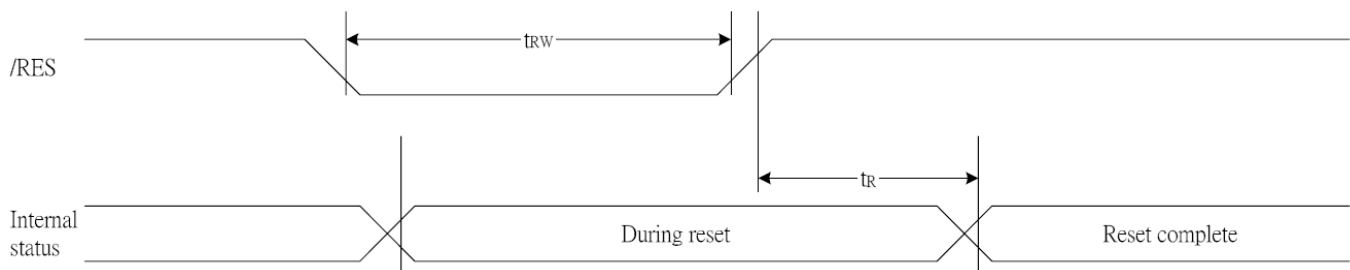 tRW
/RES
tR
Internal
status
During reset
Reset complete